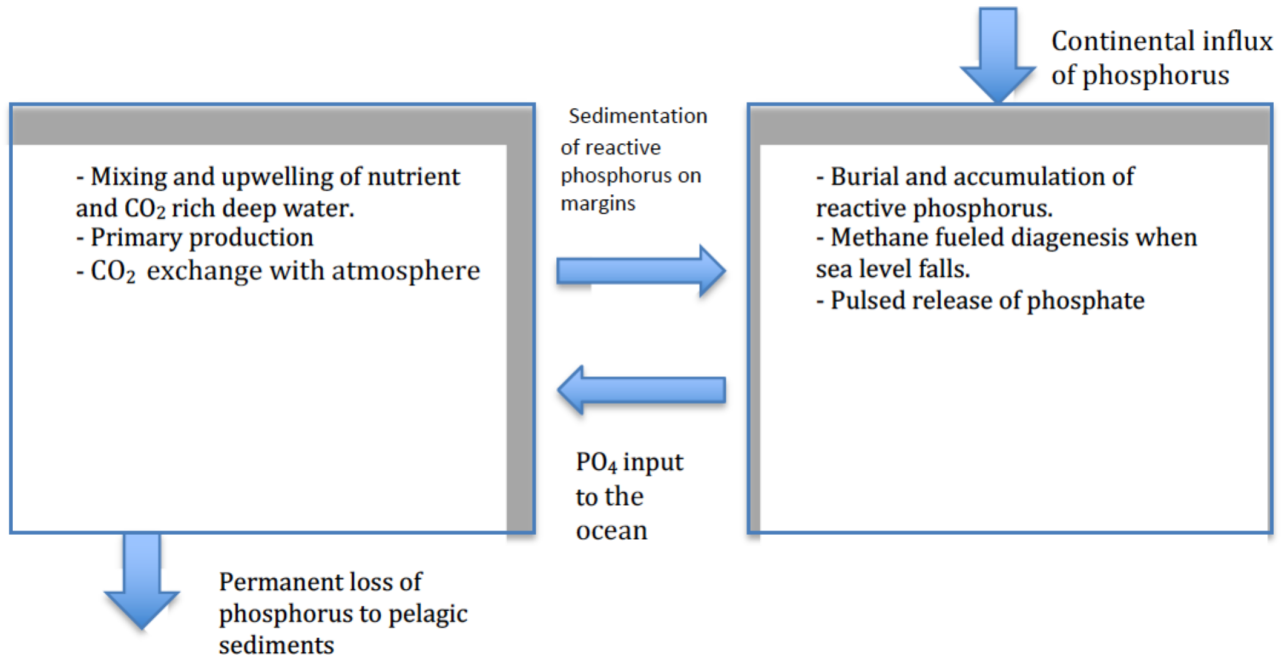 Continental influx
of phosphorus
- Mixing and upwelling of nutrient
and CO₂ rich deep water.
- Primary production
- CO₂ exchange with atmosphere
Sedimentation
of reactive
phosphorus on
margins
- Burial and accumulation of
reactive phosphorus.
- Methane fueled diagenesis when
sea level falls.
- Pulsed release of phosphate
PO₄ input
to the
ocean
Permanent loss of
phosphorus to pelagic
sediments